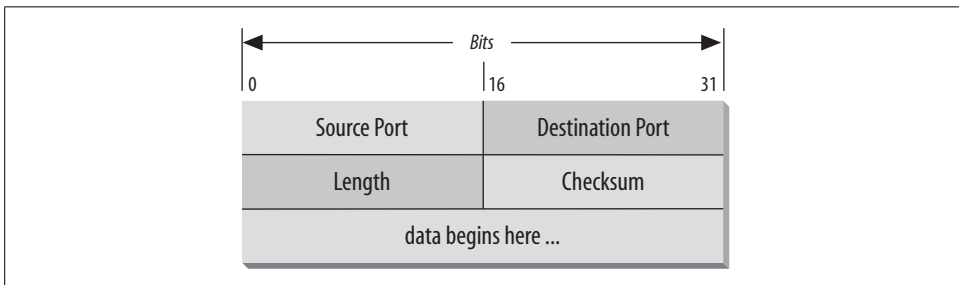 Bits
0 16 31
Source Port Destination Port
Length Checksum
data begins here ...